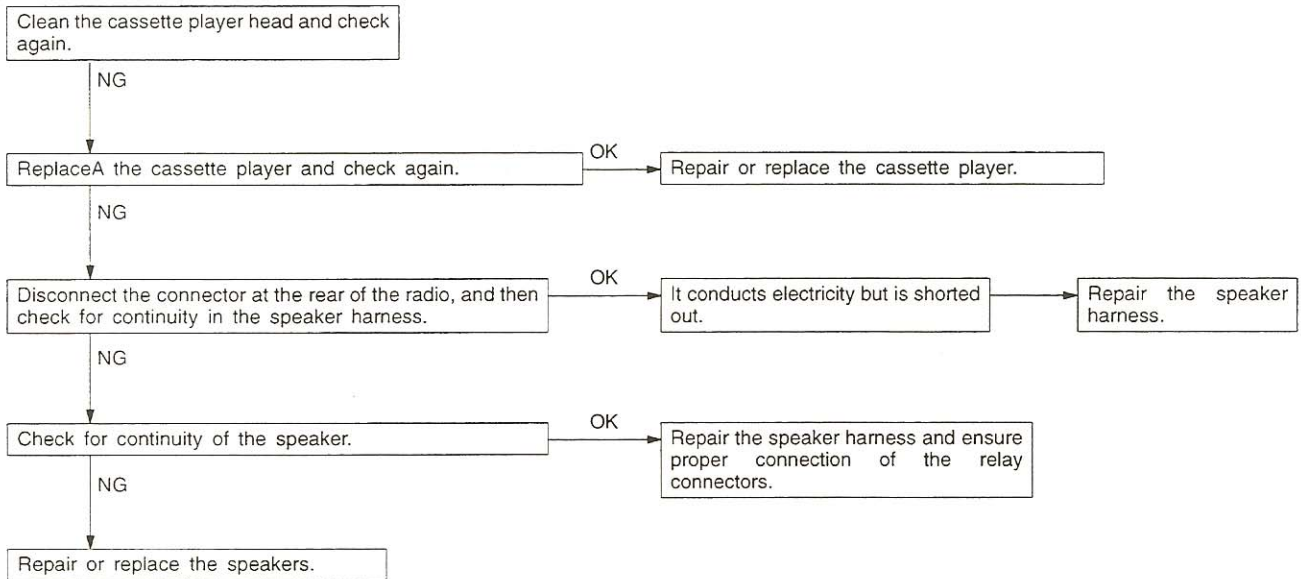 Clean the cassette player head and check
again.
NG
ReplaceA the cassette player and check again.
OK
Repair or replace the cassette player.
NG
Disconnect the connector at the rear of the radio, and then
check for continuity in the speaker harness.
OK
It conducts electricity but is shorted
out.
Repair the speaker
harness.
NG
Check for continuity of the speaker.
OK
Repair the speaker harness and ensure
proper connection of the relay
connectors.
NG
Repair or replace the speakers.